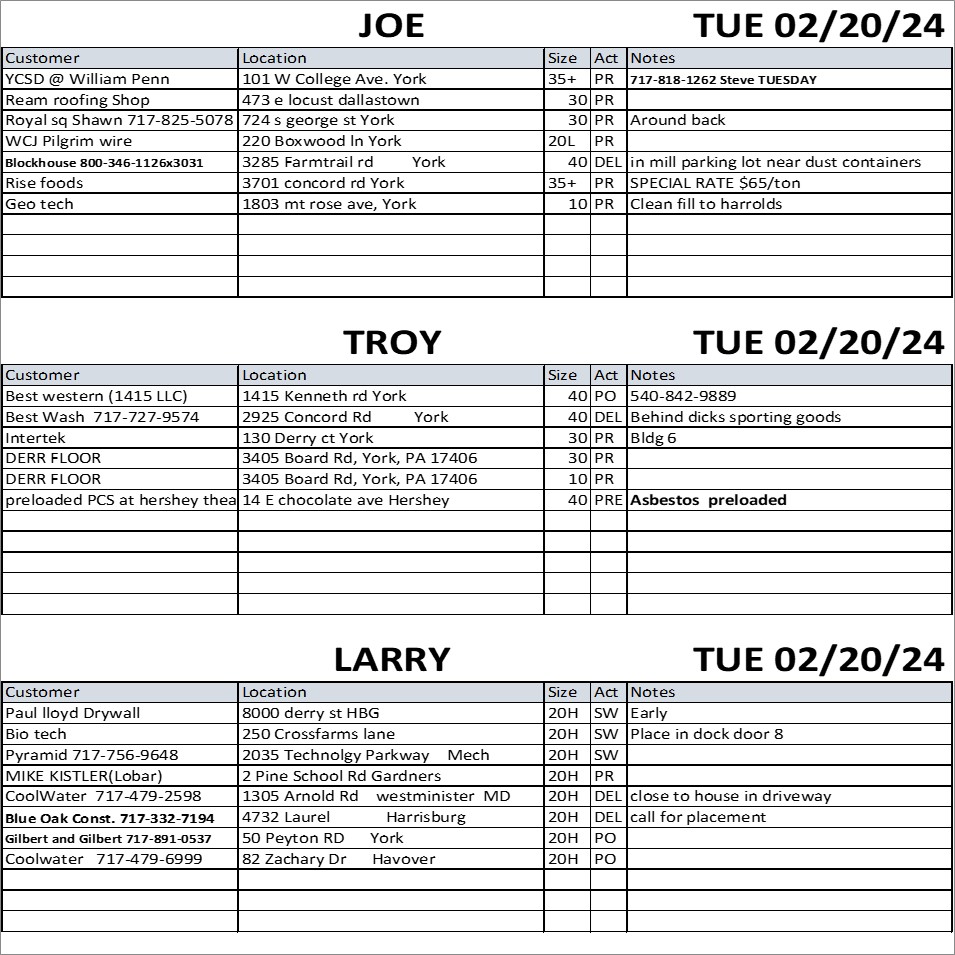 JOE TUE 02/20/24
Customer Location Size Act Notes
YCSD @ William Penn 101 W College Ave. York 35+ PR 717-818-1262 Steve TUESDAY
Ream roofing Shop 473 e locust dallastown 30 PR
Royal sq Shawn 717-825-5078 724 s george st York 30 PR Around back
WCJ Pilgrim wire 220 Boxwood ln York 20L PR
Blockhouse 800-346-1126x3031 3285 Farmtrail rd York 40 DEL in mill parking lot near dust containers
Rise foods 3701 concord rd York 35+ PR SPECIAL RATE $65/ton
Geo tech 1803 mt rose ave, York 10 PR Clean fill to harrolds
TROY TUE 02/20/24
Customer Location Size Act Notes
Best western (1415 LLC) 1415 Kenneth rd York 40 PO 540-842-9889
Best Wash 717-727-9574 2925 Concord Rd York 40 DEL Behind dicks sporting goods
Intertek 130 Derry ct York 30 PR Bldg 6
DERR FLOOR 3405 Board Rd, York, PA 17406 30 PR
DERR FLOOR 3405 Board Rd, York, PA 17406 10 PR
preloaded PCS at hershey thea 14 E chocolate ave Hershey 40 PRE Asbestos preloaded
LARRY TUE 02/20/24
Customer Location Size Act Notes
Paul lloyd Drywall 8000 derry st HBG 20H SW Early
Bio tech 250 Crossfarms lane 20H SW Place in dock door 8
Pyramid 717-756-9648 2035 Technolgy Parkway Mech 20H SW
MIKE KISTLER(Lobar) 2 Pine School Rd Gardners 20H PR
CoolWater 717-479-2598 1305 Arnold Rd westminister MD 20H DEL close to house in driveway
Blue Oak Const. 717-332-7194 4732 Laurel Harrisburg 20H DEL call for placement
Gilbert and Gilbert 717-891-0537 50 Peyton RD York 20H PO
Coolwater 717-479-6999 82 Zachary Dr Havover 20H PO